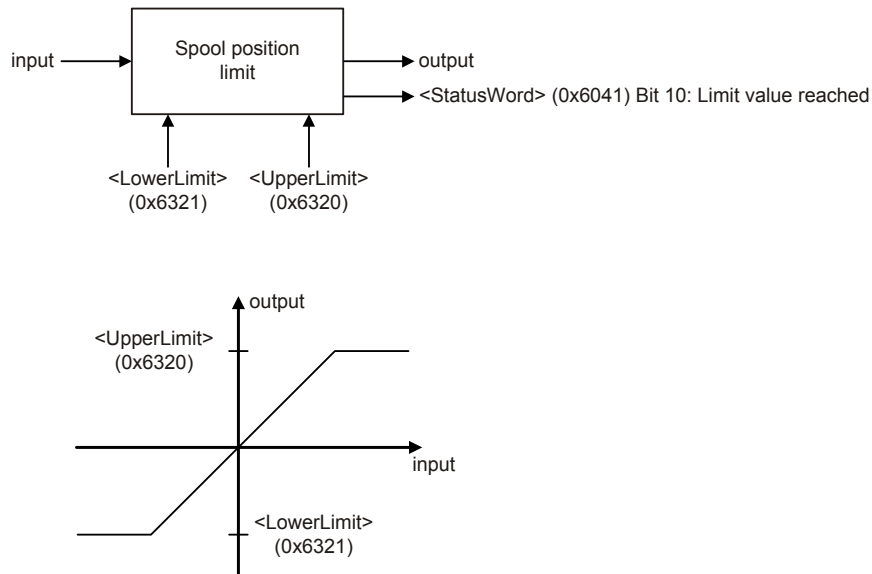 Spool position
limit
input
output
<StatusWord> (0x6041) Bit 10: Limit value reached
<LowerLimit>
(0x6321)
<UpperLimit>
(0x6320)
output
<UpperLimit>
(0x6320)
input
<LowerLimit>
(0x6321)